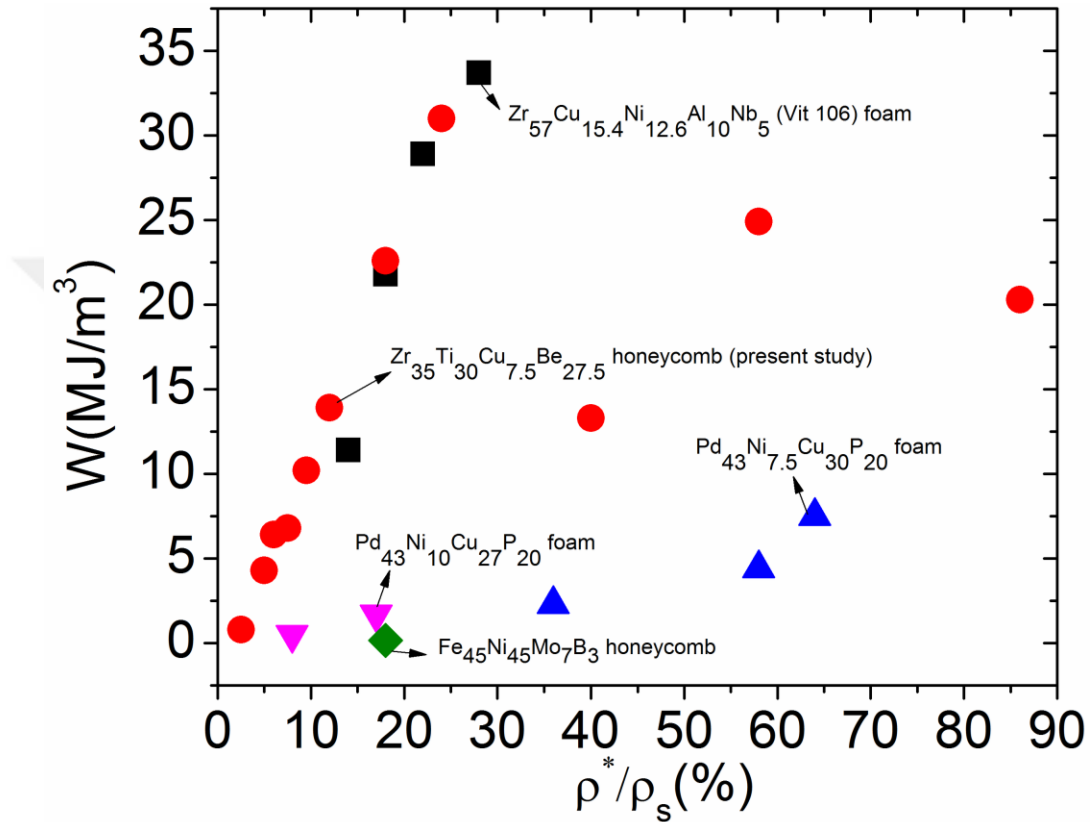 35
30
25
20
15
10
5
0
W(MJ/m³)
Zr₅₇Cu₁₅.₄Ni₁₂.₆Al₁₀Nb₅ (Vit 106) foam
Zr₃₅Ti₃₀Cu₇.₅Be₂₇.₅ honeycomb (present study)
Pd₄₃Ni₇.₅Cu₃₀P₂₀ foam
Pd₄₃Ni₁₀Cu₂₇P₂₀ foam
Fe₄₅Ni₄₅Mo₇B₃ honeycomb
0 10 20 30 40 50 60 70 80 90
ρ*/ρₛ(%)